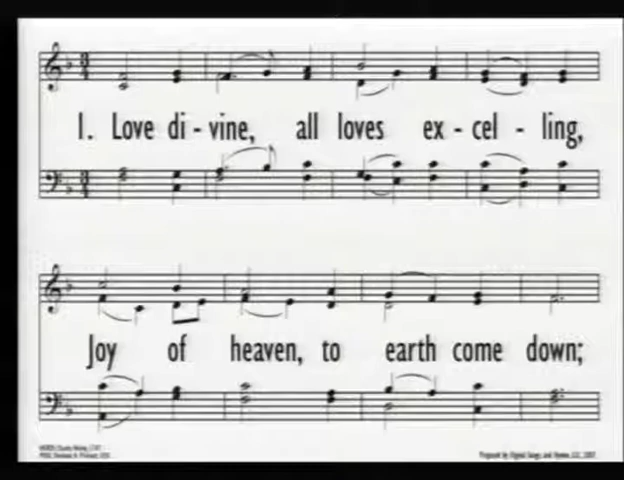 1. Love di - vine, all loves ex - cel - ling,
Joy of heaven, to earth come down;